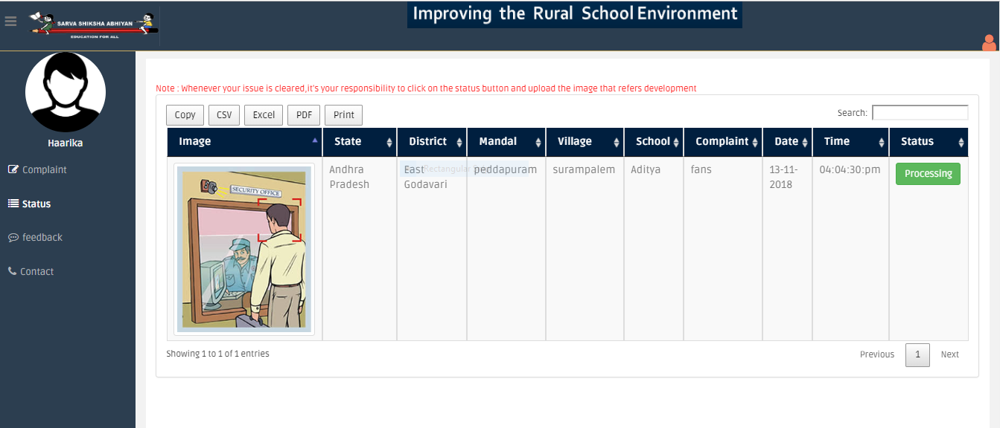 Improving the Rural School Environment
SARVA SHIKSHA ABHIYAN
EDUCATION FOR ALL
Haarika
Complaint
Status
feedback
Contact
Note : Whenever your issue is cleared,it's your responsibility to click on the status button and upload the image that refers development
Copy CSV Excel PDF Print Search:
Image State District Mandal Village School Complaint Date Time Status
SECURITY OFFICE
Andhra East peddapuram surampalem Aditya fans 13-11- 04:04:30:pm Processing
Pradesh Godavari 2018
Rectangular
Showing 1 to 1 of 1 entries Previous 1 Next